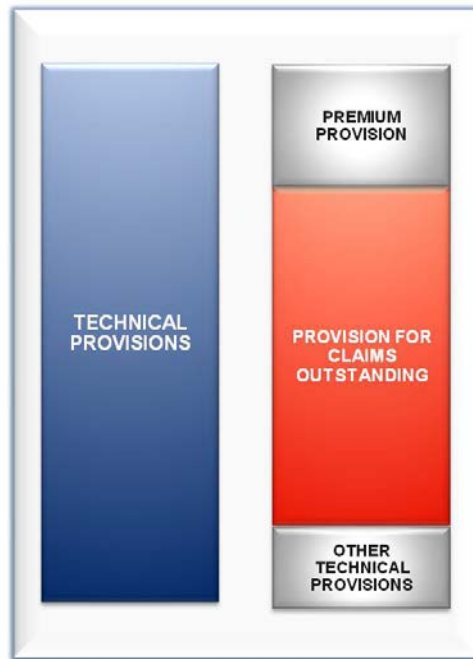 TECHNICAL
PROVISIONS
PREMIUM
PROVISION
PROVISION FOR
CLAIMS
OUTSTANDING
OTHER
TECHNICAL
PROVISIONS